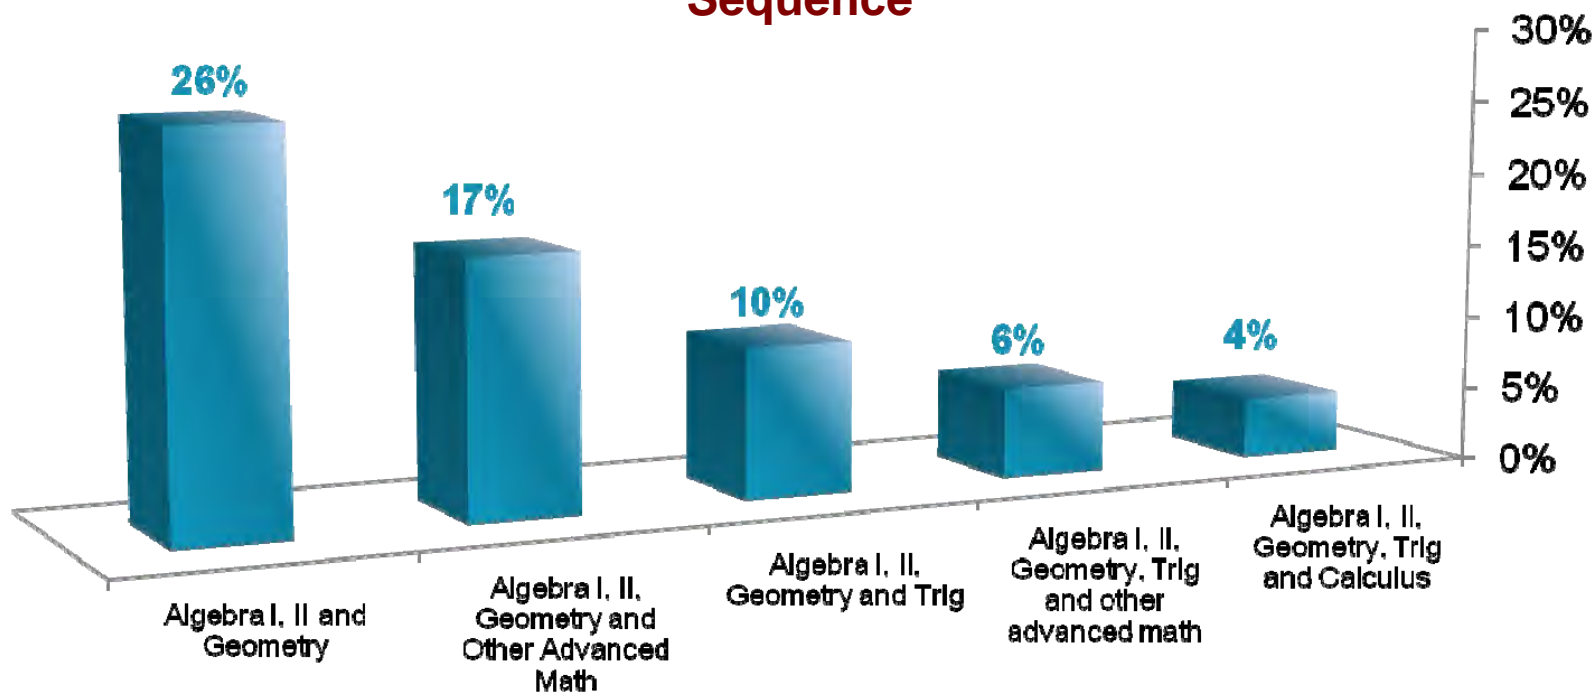 Sequence
26%
17%
10%
6%
4%
30%
25%
20%
15%
10%
5%
0%
Algebra I, II and
Geometry
Algebra I, II,
Geometry and
Other Advanced
Math
Algebra I, II,
Geometry and Trig
Algebra I, II,
Geometry, Trig
and other
advanced math
Algebra I, II,
Geometry, Trig
and Calculus